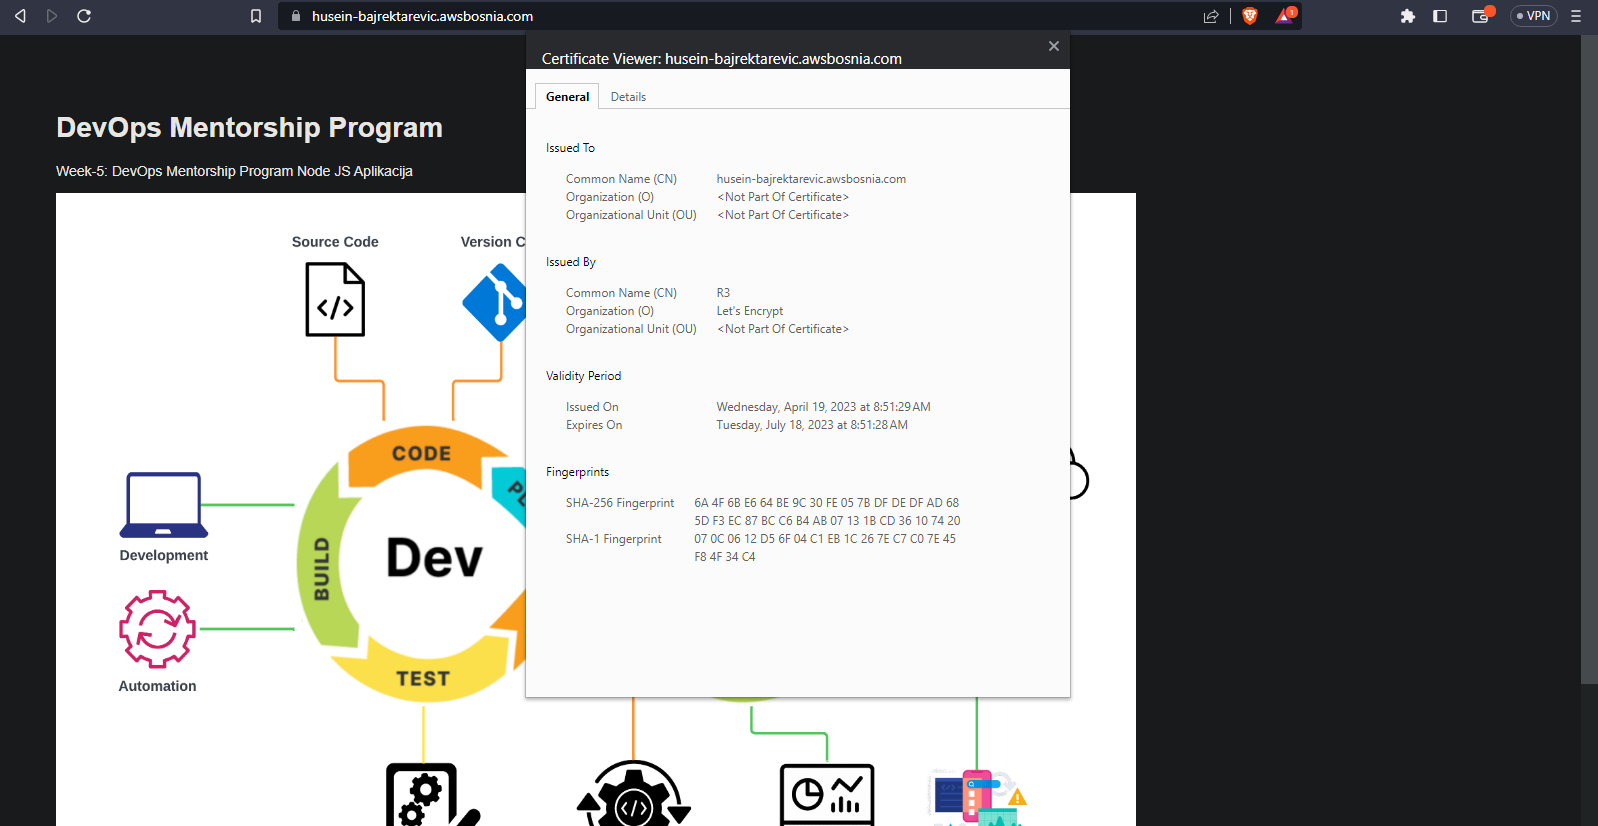 husein-bajrektarevic.awsbosnia.com
1
VPN
Certificate Viewer: husein-bajrektarevic.awsbosnia.com
General Details
Issued To
Common Name (CN) husein-bajrektarevic.awsbosnia.com
Organization (O) <Not Part Of Certificate>
Organizational Unit (OU) <Not Part Of Certificate>
Issued By
Common Name (CN) R3
Organization (O) Let's Encrypt
Organizational Unit (OU) <Not Part Of Certificate>
Validity Period
Issued On Wednesday, April 19, 2023 at 8:51:29 AM
Expires On Tuesday, July 18, 2023 at 8:51:28 AM
Fingerprints
SHA-256 Fingerprint 6A 4F 6B E6 64 BE 9C 30 FE 05 7B DF DE DF AD 68
5D F3 EC 87 BC C6 B4 AB 07 13 1B CD 36 10 74 20
SHA-1 Fingerprint 07 0C 06 12 D5 6F 04 C1 EB 1C 26 7E C7 C0 7E 45
F8 4F 34 C4
DevOps Mentorship Program
Week-5: DevOps Mentorship Program Node JS Aplikacija
Source Code
Version C
CODE
PL
BUILD
Dev
TEST
Development
Automation